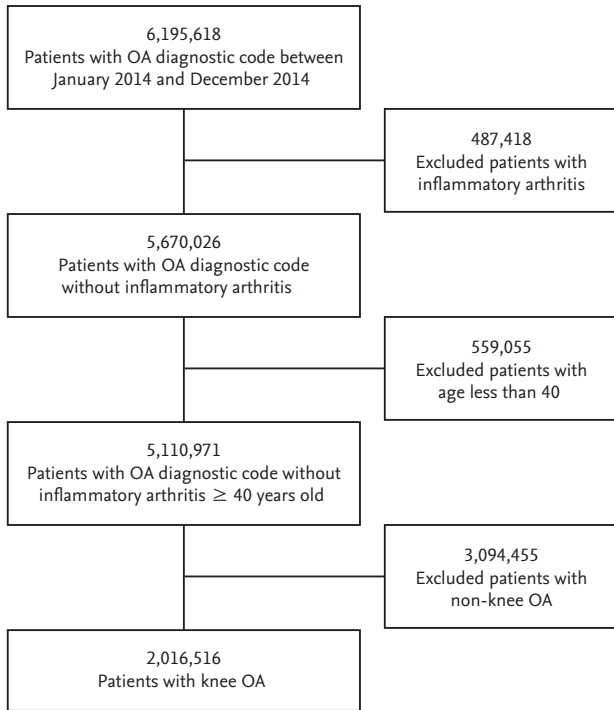 6,195,618
Patients with OA diagnostic code between
January 2014 and December 2014
487,418
Excluded patients with
inflammatory arthritis
5,670,026
Patients with OA diagnostic code
without inflammatory arthritis
559,055
Excluded patients with
age less than 40
5,110,971
Patients with OA diagnostic code without
inflammatory arthritis ≥ 40 years old
3,094,455
Excluded patients with
non-knee OA
2,016,516
Patients with knee OA